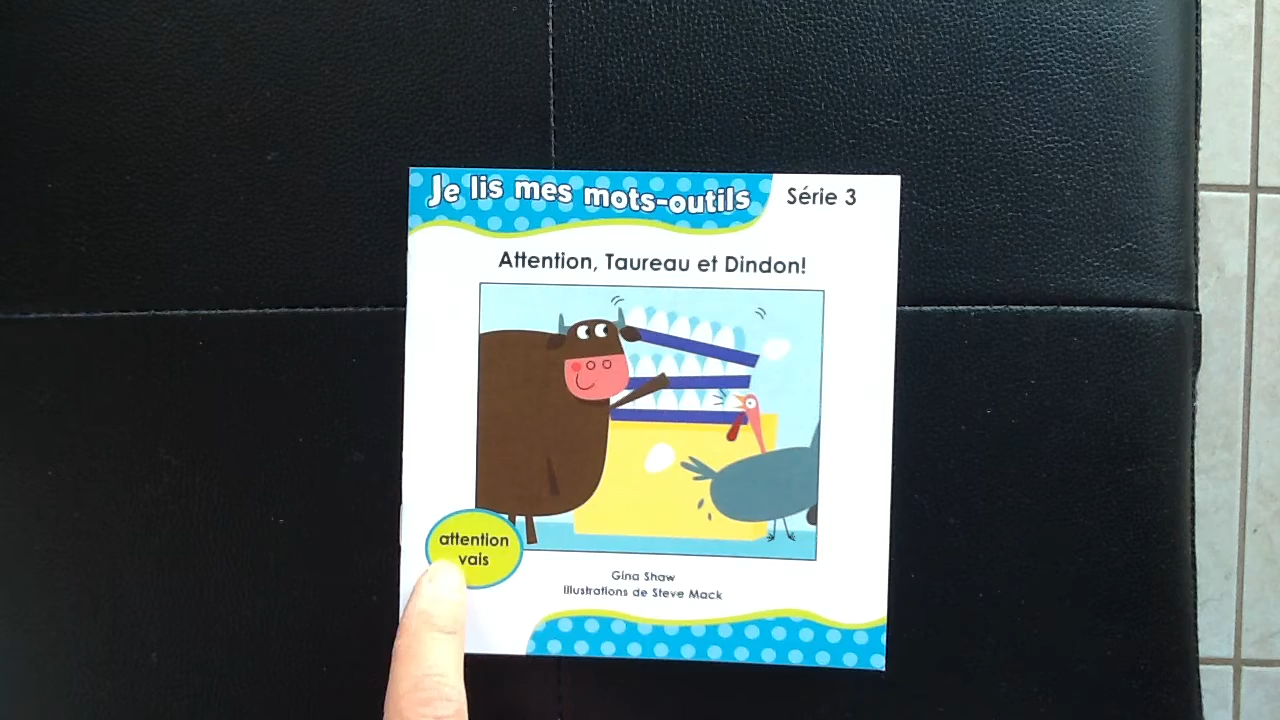 Je lis mes mots-outils
Série 3
Attention, Taureau et Dindon!
attention
vais
Gina Shaw
Illustrations de Steve Mack